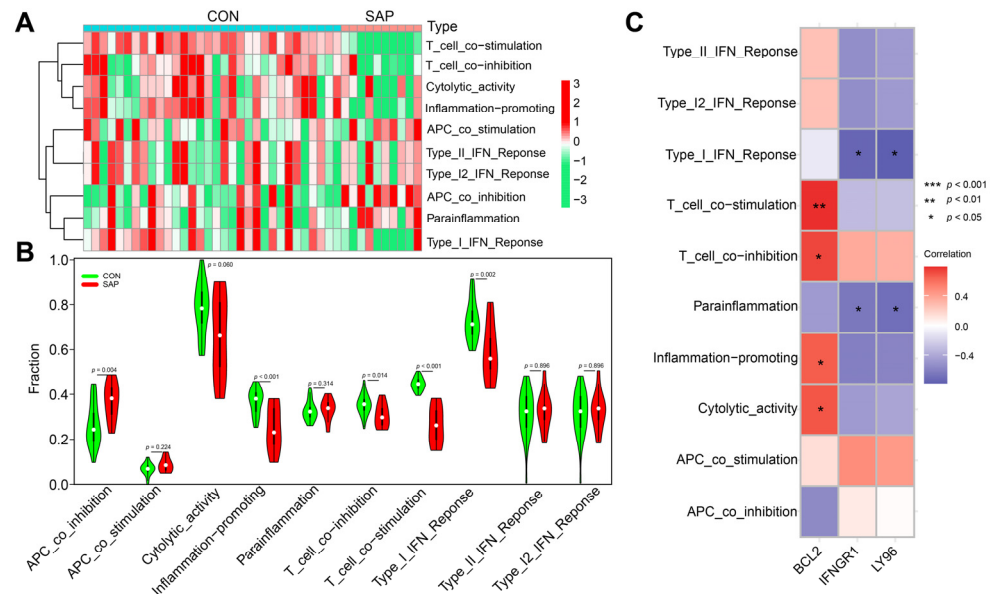 A
CON
SAP
Type
T_cell_co-stimulation
T_cell_co-inhibition
Cytolytic_activity
Inflammation-promoting
APC_co_stimulation
Type_II_IFN_Reponse
Type_I2_IFN_Reponse
APC_co_inhibition
Parainflammation
Type_I_IFN_Reponse
3
2
1
0
−1
−2
−3
B
Fraction
1.0
0.8
0.6
0.4
0.2
0.0
CON
SAP
p = 0.004
p = 0.224
p = 0.060
p < 0.001
p = 0.314
p = 0.014
p < 0.001
p = 0.002
p = 0.896
p = 0.896
APC_co_inhibition
APC_co_stimulation
Cytolytic_activity
Inflammation-promoting
Parainflammation
T_cell_co-inhibition
T_cell_co-stimulation
Type_I_IFN_Reponse
Type_II_IFN_Reponse
Type_I2_IFN_Reponse
C
Type_II_IFN_Reponse
Type_I2_IFN_Reponse
Type_I_IFN_Reponse * *
T_cell_co-stimulation **
T_cell_co-inhibition *
Parainflammation * *
Inflammation-promoting *
Cytolytic_activity *
APC_co_stimulation
APC_co_inhibition
BCL2
IFNGR1
LY96
*** p < 0.001
** p < 0.01
* p < 0.05
Correlation
0.4
0.0
−0.4